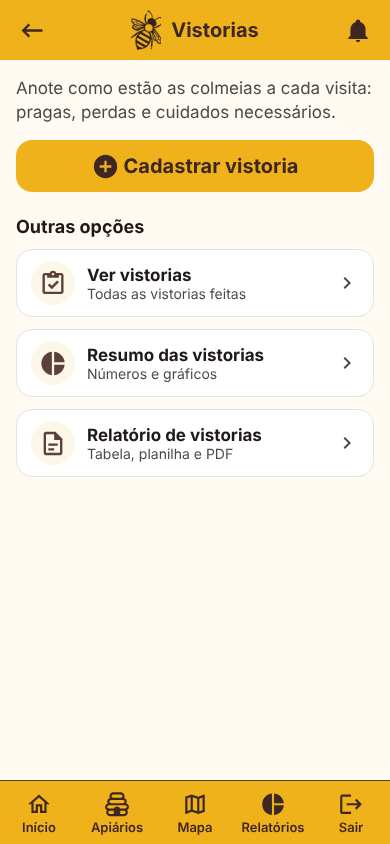 Vistorias
Anote como estão as colmeias a cada visita:
pragas, perdas e cuidados necessários.
Cadastrar vistoria
Outras opções
Ver vistorias
Todas as vistorias feitas
Resumo das vistorias
Números e gráficos
Relatório de vistorias
Tabela, planilha e PDF
Início
Apiários
Mapa
Relatórios
Sair